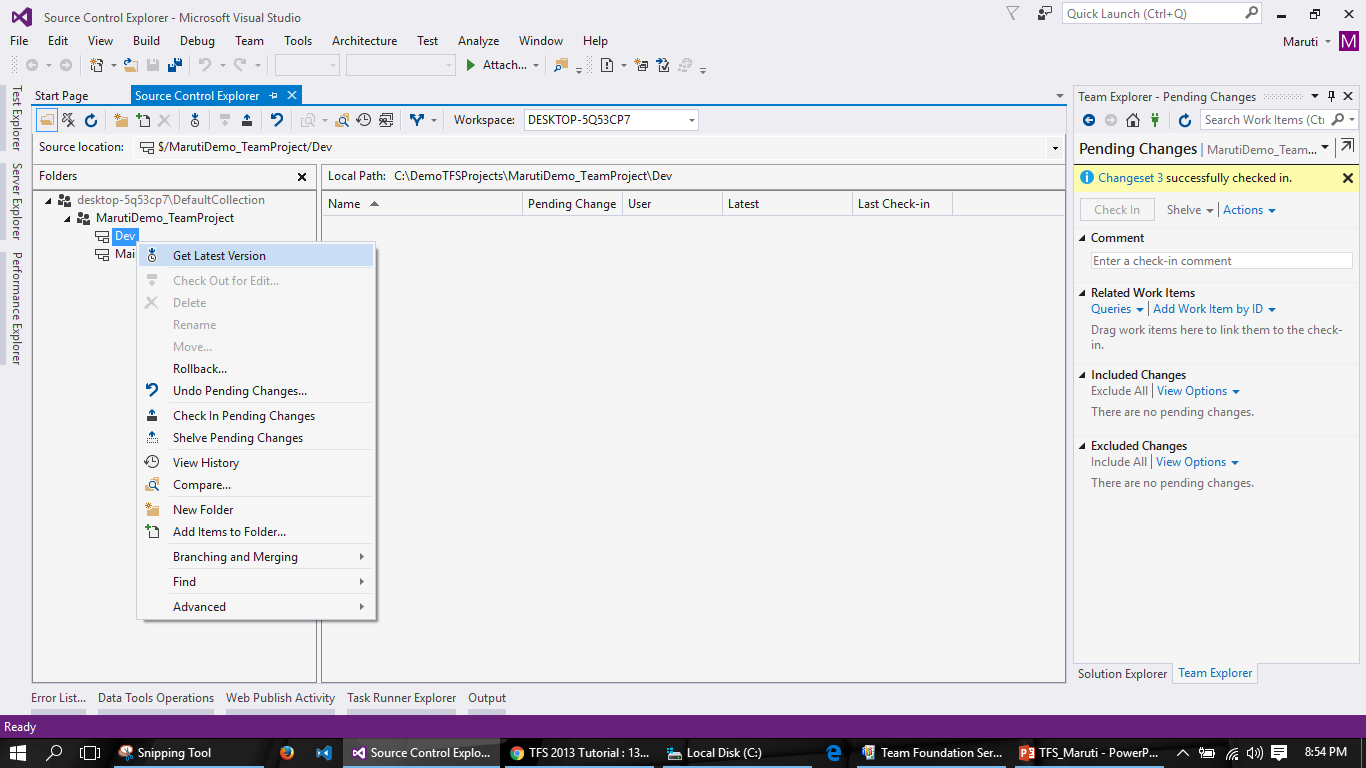 Source Control Explorer - Microsoft Visual Studio
Quick Launch (Ctrl+Q)
File Edit View Build Debug Team Tools Architecture Test Analyze Window Help
Maruti M
Attach...
Test Explorer
Server Explorer
Performance Explorer
Start Page
Source Control Explorer
Workspace: DESKTOP-5Q53CP7
Source location: $/MarutiDemo_TeamProject/Dev
Folders
Local Path: C:\DemoTFSProjects\MarutiDemo_TeamProject\Dev
Name Pending Change User Latest Last Check-in
desktop-5q53cp7\DefaultCollection
MarutiDemo_TeamProject
Dev
Mai
Get Latest Version
Check Out for Edit...
Delete
Rename
Move...
Rollback...
Undo Pending Changes...
Check In Pending Changes
Shelve Pending Changes
View History
Compare...
New Folder
Add Items to Folder...
Branching and Merging
Find
Advanced
Team Explorer - Pending Changes
Search Work Items (Ctr
Pending Changes | MarutiDemo_Team...
Changeset 3 successfully checked in.
Check In Shelve Actions
Comment
Enter a check-in comment
Related Work Items
Queries | Add Work Item by ID
Drag work items here to link them to the check-
in.
Included Changes
Exclude All | View Options
There are no pending changes.
Excluded Changes
Include All | View Options
There are no pending changes.
Solution Explorer Team Explorer
Error List... Data Tools Operations Web Publish Activity Task Runner Explorer Output
Ready
Snipping Tool
Source Control Explo...
TFS 2013 Tutorial : 13...
Local Disk (C:)
Team Foundation Ser...
TFS_Maruti - PowerP...
8:54 PM